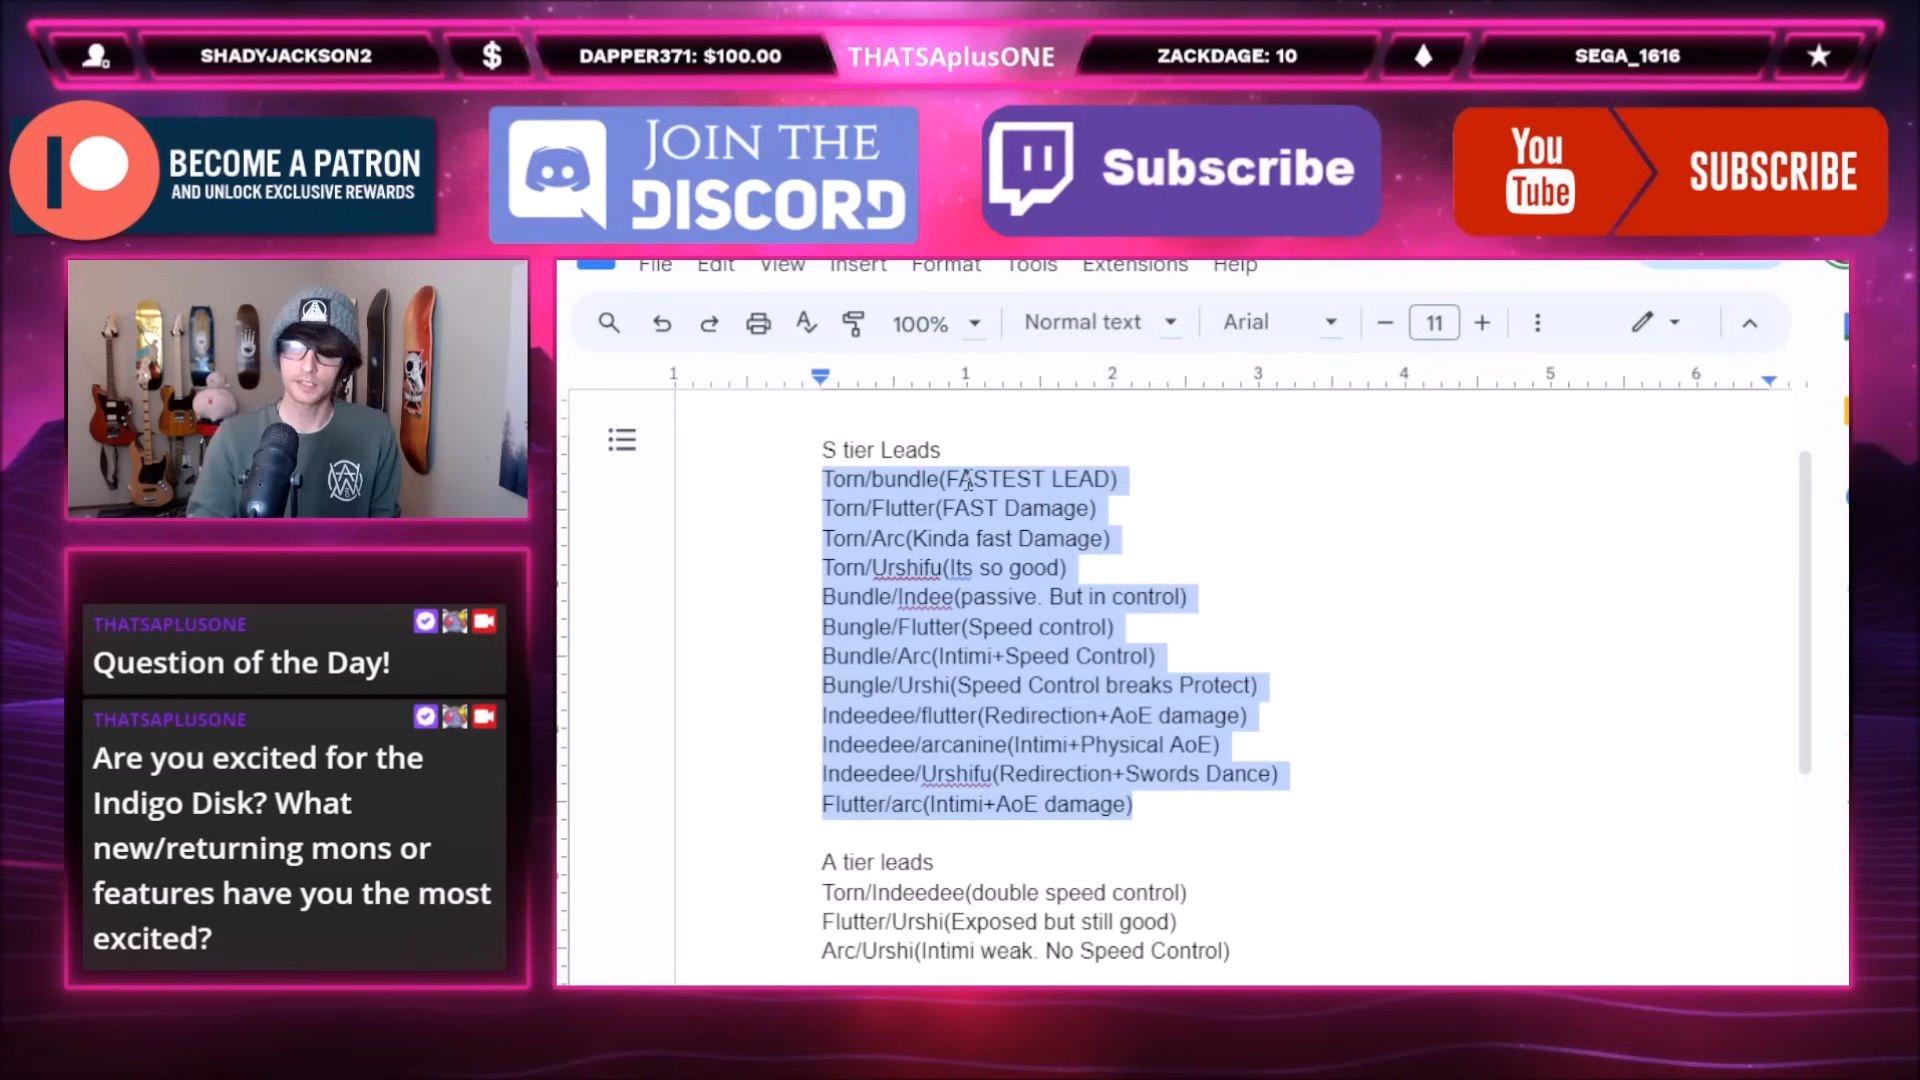 SHADYJACKSON2
$
DAPPER371: $100.00
THATSAplusONE
ZACKDAGE: 10
SEGA_1616
BECOME A PATRON
AND UNLOCK EXCLUSIVE REWARDS
JOIN THE
DISCORD
Subscribe
You
Tube
SUBSCRIBE
File Edit View Insert Format Tools Extensions Help
100% Normal text Arial 11
1 1 2 3 4 5 6
S tier Leads
Torn/bundle(FASTEST LEAD)
Torn/Flutter(FAST Damage)
Torn/Arc(Kinda fast Damage)
Torn/Urshifu(Its so good)
Bundle/Indee(passive. But in control)
Bungle/Flutter(Speed control)
Bundle/Arc(Intimi+Speed Control)
Bungle/Urshi(Speed Control breaks Protect)
Indeedee/flutter(Redirection+AoE damage)
Indeedee/arcanine(Intimi+Physical AoE)
Indeedee/Urshifu(Redirection+Swords Dance)
Flutter/arc(Intimi+AoE damage)
A tier leads
Torn/Indeedee(double speed control)
Flutter/Urshi(Exposed but still good)
Arc/Urshi(Intimi weak. No Speed Control)
THATSAPLUSONE
Question of the Day!
THATSAPLUSONE
Are you excited for the
Indigo Disk? What
new/returning mons or
features have you the most
excited?